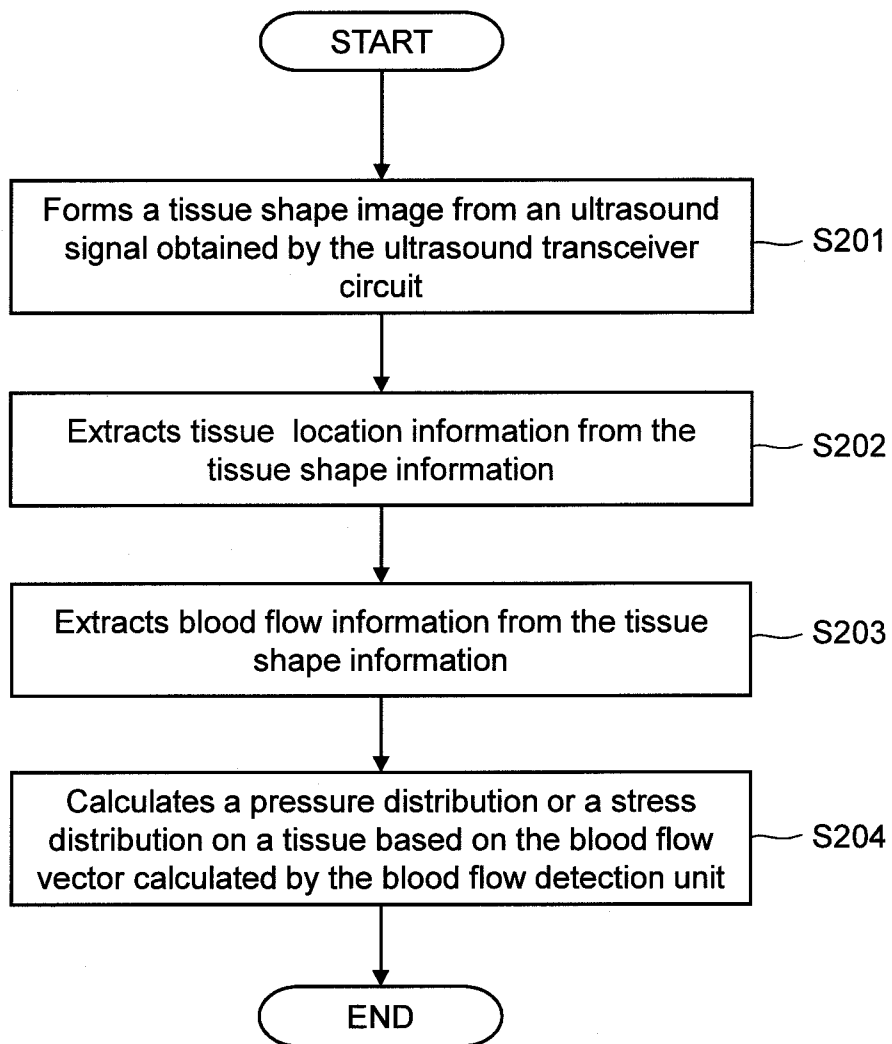 START
Forms a tissue shape image from an ultrasound
signal obtained by the ultrasound transceiver
circuit
S201
Extracts tissue location information from the
tissue shape information
S202
Extracts blood flow information from the tissue
shape information
S203
Calculates a pressure distribution or a stress
distribution on a tissue based on the blood flow
vector calculated by the blood flow detection unit
S204
END